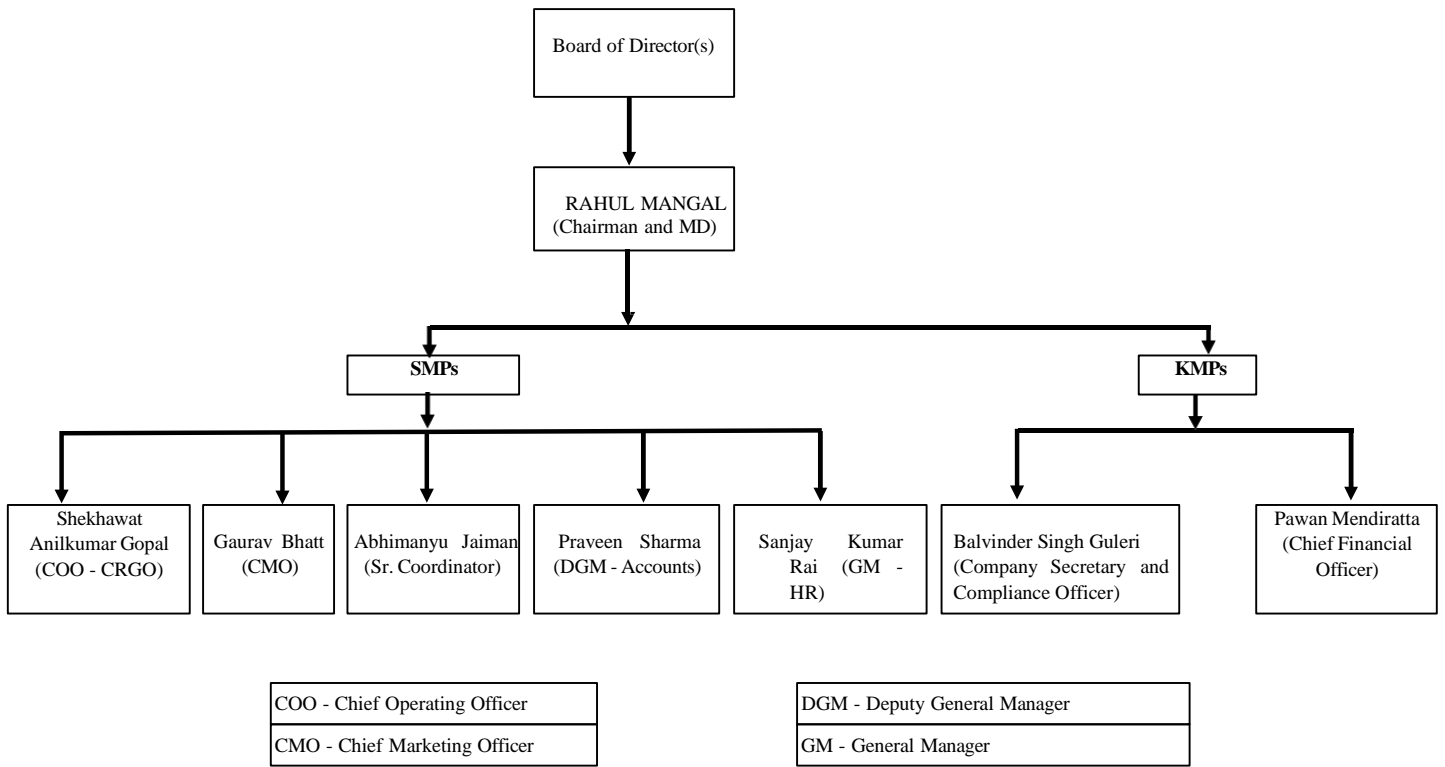 Board of Director(s)
RAHUL MANGAL
(Chairman and MD)
SMPs
KMPs
Shekhawat
Anilkumar Gopal
(COO - CRGO)
Gaurav Bhatt
(CMO)
Abhimanyu Jaiman
(Sr. Coordinator)
Praveen Sharma
(DGM - Accounts)
Sanjay Kumar
Rai (GM -
HR)
Balvinder Singh Guleri
(Company Secretary and
Compliance Officer)
Pawan Mendiratta
(Chief Financial
Officer)
COO - Chief Operating Officer
CMO - Chief Marketing Officer
DGM - Deputy General Manager
GM - General Manager